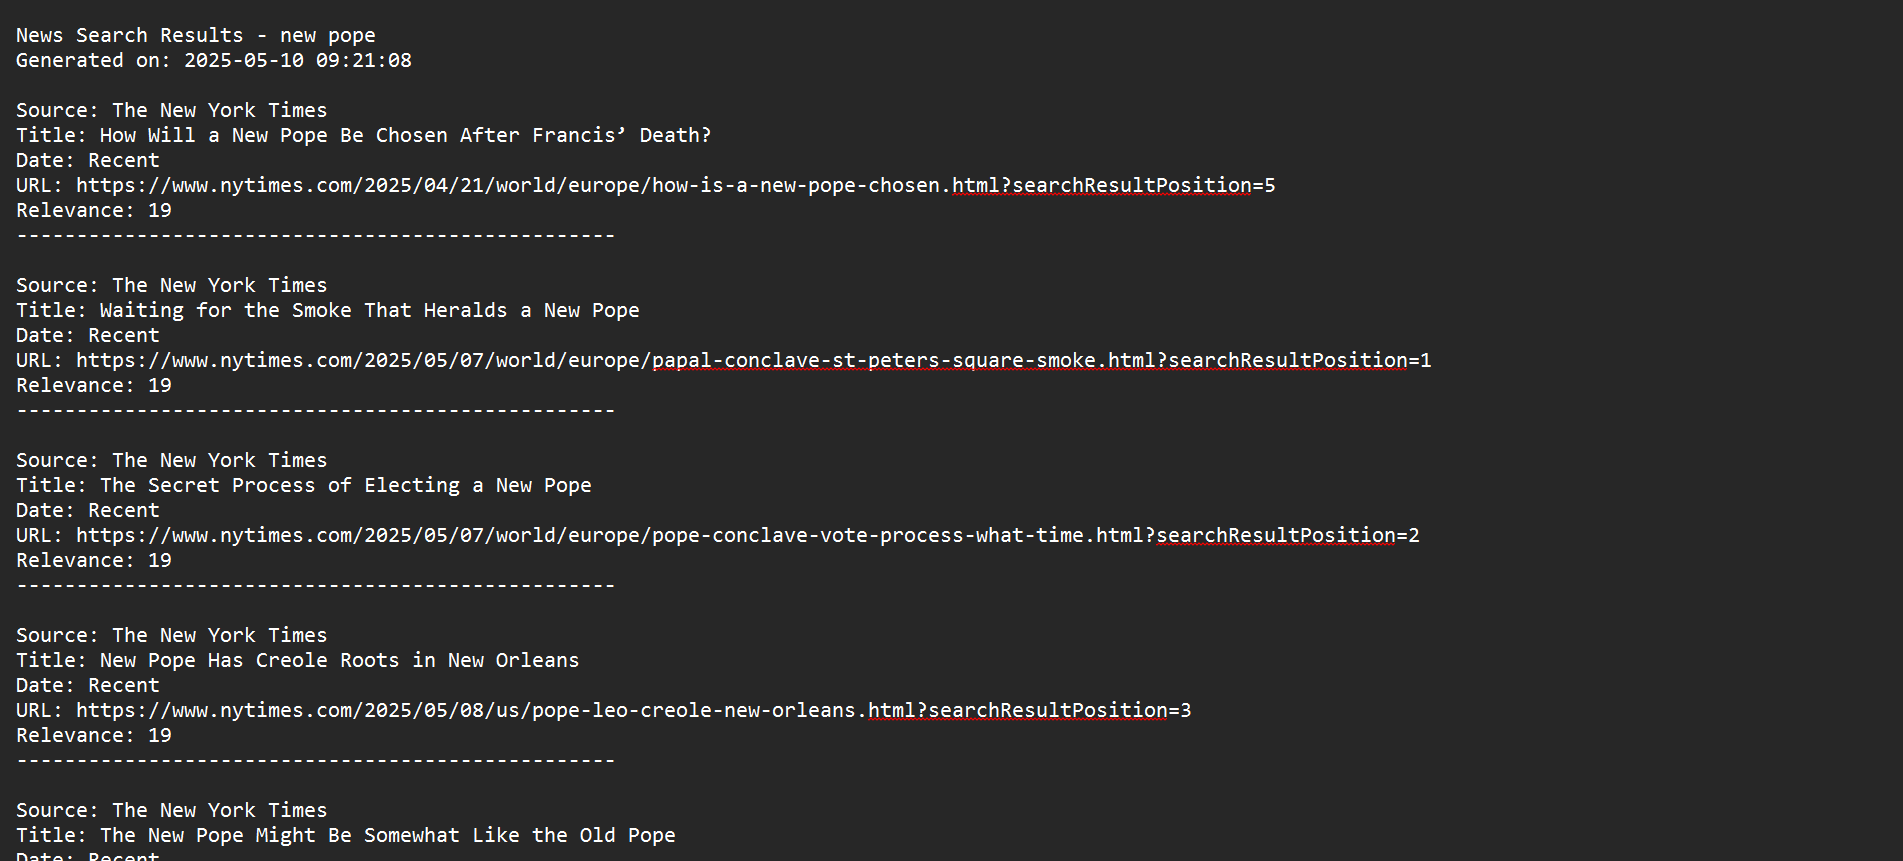 News Search Results - new pope
Generated on: 2025-05-10 09:21:08
Source: The New York Times
Title: How Will a New Pope Be Chosen After Francis’ Death?
Date: Recent
URL: https://www.nytimes.com/2025/04/21/world/europe/how-is-a-new-pope-chosen.html?searchResultPosition=5
Relevance: 19
--------------------------------------------------
Source: The New York Times
Title: Waiting for the Smoke That Heralds a New Pope
Date: Recent
URL: https://www.nytimes.com/2025/05/07/world/europe/papal-conclave-st-peters-square-smoke.html?searchResultPosition=1
Relevance: 19
--------------------------------------------------
Source: The New York Times
Title: The Secret Process of Electing a New Pope
Date: Recent
URL: https://www.nytimes.com/2025/05/07/world/europe/pope-conclave-vote-process-what-time.html?searchResultPosition=2
Relevance: 19
--------------------------------------------------
Source: The New York Times
Title: New Pope Has Creole Roots in New Orleans
Date: Recent
URL: https://www.nytimes.com/2025/05/08/us/pope-leo-creole-new-orleans.html?searchResultPosition=3
Relevance: 19
--------------------------------------------------
Source: The New York Times
Title: The New Pope Might Be Somewhat Like the Old Pope
Date: Recent